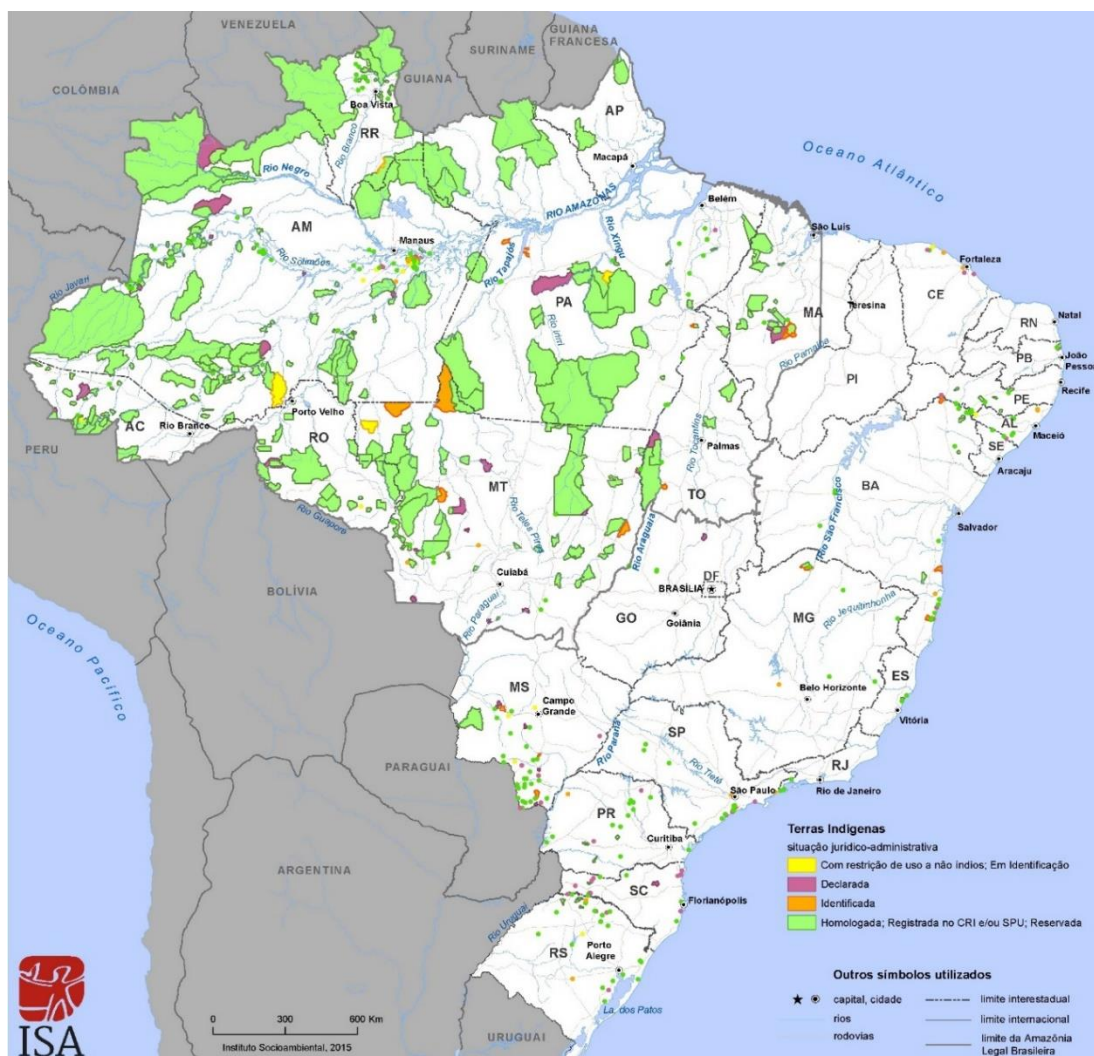 VENEZUELA
SURINAME
GUIANA
FRANCESA
GUIANA
COLÔMBIA
Boa Vista
RR
Rio Branco
AP
Macapá
Oceano Atlântico
Rio Negro
RIO AMAZONAS
Belém
São Luís
AM
Manaus
Rio Solimões
Rio Tapajós
Rio Xingu
Fortaleza
Rio Javari
PA
Rio Iriri
MA
Teresina
CE
RN
Natal
Rio Parnaíba
PB
João
Pessoa
PI
Recife
PE
Porto Velho
AL
Maceió
AC
Rio Branco
RO
Palmas
SE
Aracaju
PERU
Rio Tocantins
TO
MT
BA
Rio Guaporé
Rio Teles Pires
Rio Araguaia
Rio São Francisco
Salvador
Cuiabá
DF
BRASÍLIA
BOLÍVIA
Rio Paraguai
GO
Goiânia
MG
Rio Jequitinhonha
Oceano Pacífico
MS
Campo
Grande
Belo Horizonte
ES
Vitória
SP
Rio Paraná
Rio Tietê
RJ
PARAGUAI
São Paulo
Rio de Janeiro
PR
Curitiba
ARGENTINA
SC
Florianópolis
Rio Uruguai
RS
Porto
Alegre
La. dos Patos
URUGUAI
Terras Indígenas
situação jurídico-administrativa
Com restrição de uso a não índios; Em Identificação
Declarada
Identificada
Homologada; Registrada no CRI e/ou SPU; Reservada
Outros símbolos utilizados
capital, cidade
limite interestadual
rios
limite internacional
rodovias
limite da Amazônia
Legal Brasileira
ISA
0 300 600 Km
Instituto Socioambiental, 2015